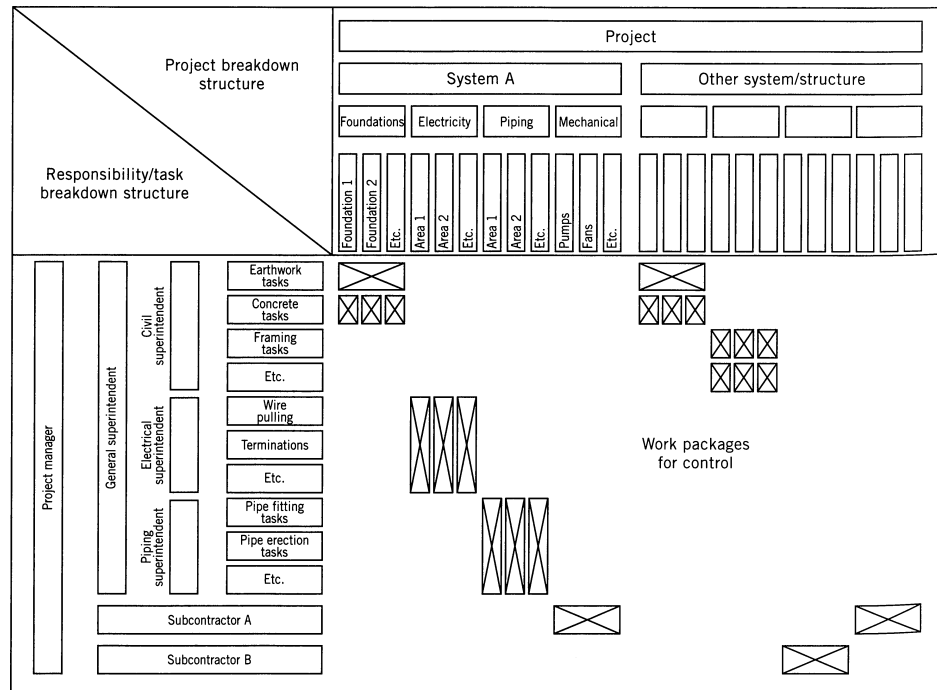 Project breakdown
structure
Responsibility/task
breakdown structure
Project
System A
Other system/structure
Foundations
Electricity
Piping
Mechanical
Foundation 1
Foundation 2
Etc.
Area 1
Area 2
Etc.
Area 1
Area 2
Etc.
Pumps
Fans
Etc.
Project manager
General superintendent
Civil
superintendent
Earthwork
tasks
Concrete
tasks
Framing
tasks
Etc.
Electrical
superintendent
Wire
pulling
Terminations
Etc.
Piping
superintendent
Pipe fitting
tasks
Pipe erection
tasks
Etc.
Subcontractor A
Subcontractor B
Work packages
for control